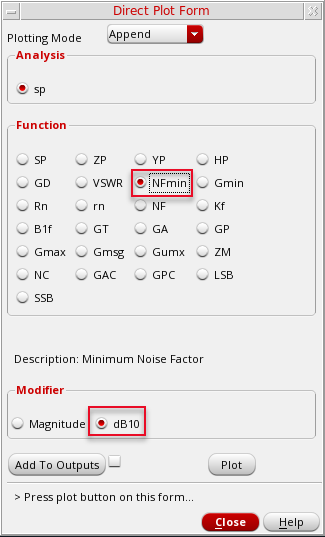 Direct Plot Form
Plotting Mode Append
Analysis
sp
Function
SP ZP YP HP
GD VSWR NFmin Gmin
Rn rn NF Kf
B1f GT GA GP
Gmax Gmsg Gumx ZM
NC GAC GPC LSB
SSB
Description: Minimum Noise Factor
Modifier
Magnitude dB10
Add To Outputs Plot
> Press plot button on this form...
Close Help